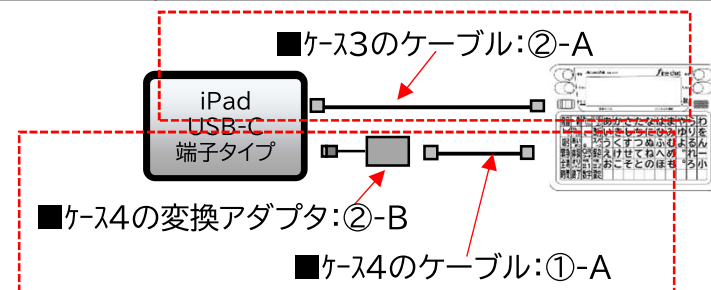 ■ｹｰｽ3のケーブル：②-A
iPad
USB-C
端子タイプ
fine chat
■ｹｰｽ4の変換アダプタ：②-B
■ｹｰｽ4のケーブル：①-A